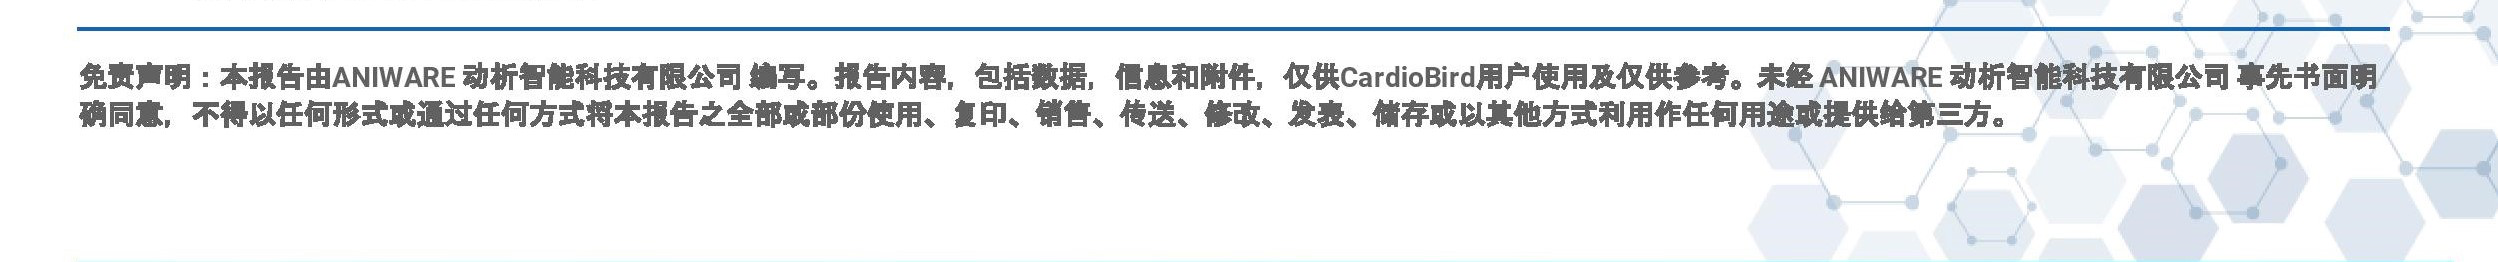 免责声明：本报告由ANIWARE 动析智能科技有限公司 编写。报告内容，包括数据，信息和附件，仅供CardioBird用户使用及仅供参考。未经 ANIWARE 动析智能科技有限公司 事先书面明
确同意，不得以任何形式或通过任何方式将本报告之全部或部份使用、复印、销售、传送、修改、发表、储存或以其他方式利用作任何用途或提供给第三方。